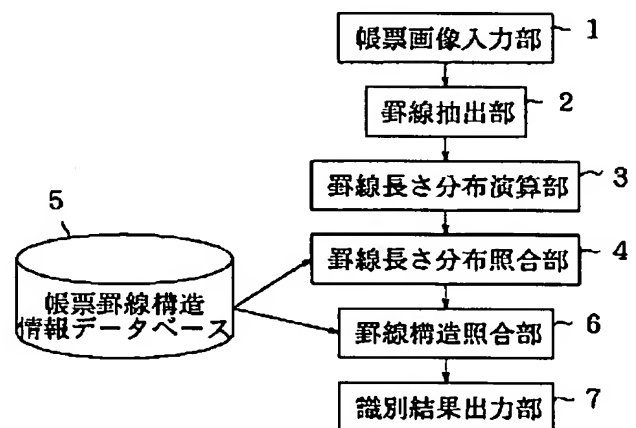 帳票画像入力部 1
罫線抽出部 2
罫線長さ分布演算部 3
5
罫線長さ分布照合部 4
帳票罫線構造
情報データベース
罫線構造照合部 6
識別結果出力部 7